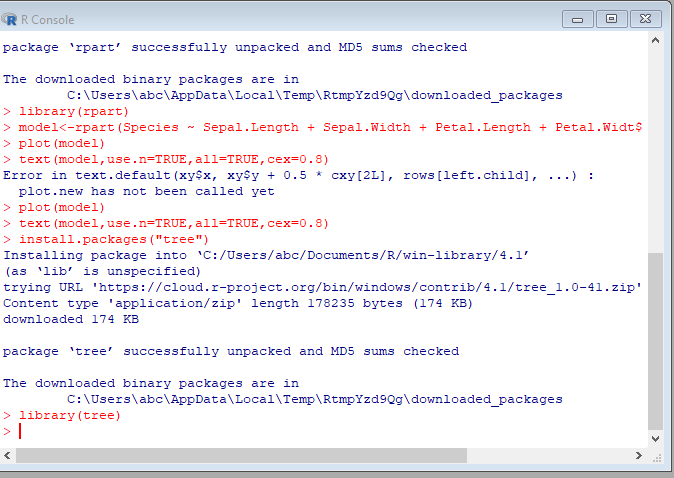 R Console
package ‘rpart’ successfully unpacked and MD5 sums checked
The downloaded binary packages are in
C:\Users\abc\AppData\Local\Temp\RtmpYzd9Qg\downloaded_packages
> library(rpart)
> model<-rpart(Species ~ Sepal.Length + Sepal.Width + Petal.Length + Petal.Widt$
> plot(model)
> text(model,use.n=TRUE,all=TRUE,cex=0.8)
Error in text.default(xy$x, xy$y + 0.5 * cxy[2L], rows[left.child], ...) :
plot.new has not been called yet
> plot(model)
> text(model,use.n=TRUE,all=TRUE,cex=0.8)
> install.packages("tree")
Installing package into ‘C:/Users/abc/Documents/R/win-library/4.1’
(as ‘lib’ is unspecified)
trying URL 'https://cloud.r-project.org/bin/windows/contrib/4.1/tree_1.0-41.zip'
Content type 'application/zip' length 178235 bytes (174 KB)
downloaded 174 KB
package ‘tree’ successfully unpacked and MD5 sums checked
The downloaded binary packages are in
C:\Users\abc\AppData\Local\Temp\RtmpYzd9Qg\downloaded_packages
> library(tree)
>